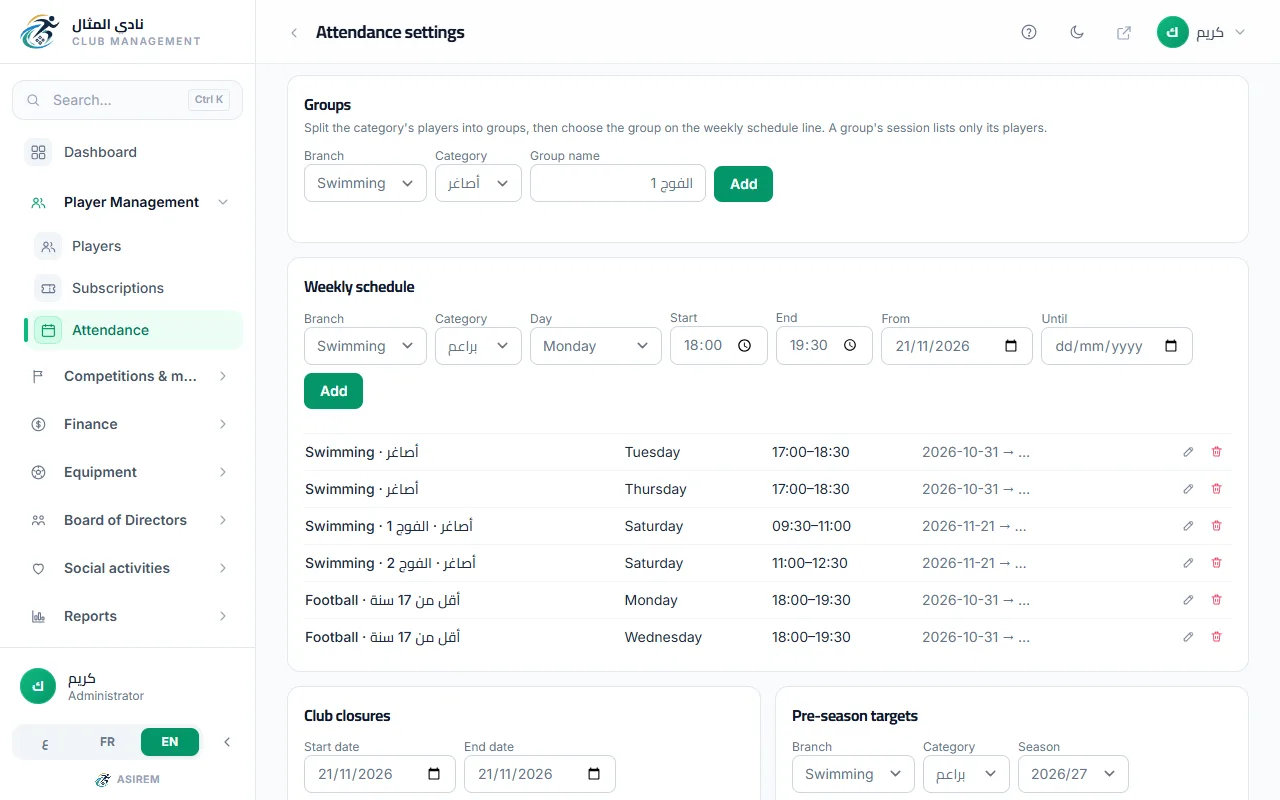 نادي المثال
CLUB MANAGEMENT
Search...
Ctrl K
Dashboard
Player Management
Players
Subscriptions
Attendance
Competitions & m...
Finance
Equipment
Board of Directors
Social activities
Reports
ك
كريم
Administrator
ع
FR
EN
ASIREM
Attendance settings
ك
كريم
Groups
Split the category's players into groups, then choose the group on the weekly schedule line. A group's session lists only its players.
Branch
Category
Group name
Swimming
أصاغر
الفوج 1
Add
Weekly schedule
Branch
Category
Day
Start
End
From
Until
Swimming
براعم
Monday
18:00
19:30
21/11/2026
dd/mm/yyyy
Add
Swimming · أصاغر Tuesday 17:00–18:30 2026-10-31 → ...
Swimming · أصاغر Thursday 17:00–18:30 2026-10-31 → ...
Swimming · أصاغر · الفوج 1 Saturday 09:30–11:00 2026-11-21 → ...
Swimming · أصاغر · الفوج 2 Saturday 11:00–12:30 2026-11-21 → ...
Football · أقل من 17 سنة Monday 18:00–19:30 2026-10-31 → ...
Football · أقل من 17 سنة Wednesday 18:00–19:30 2026-10-31 → ...
Club closures
Start date
End date
21/11/2026
21/11/2026
Pre-season targets
Branch
Category
Season
Swimming
براعم
2026/27